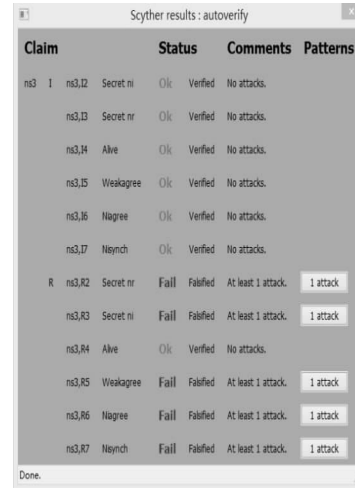 Scyther results : autoverify
x
Claim Status Comments Patterns
ns3 I ns3,I2 Secret ni Ok Verified No attacks.
ns3,I3 Secret nr Ok Verified No attacks.
ns3,I4 Alive Ok Verified No attacks.
ns3,I5 Weakagree Ok Verified No attacks.
ns3,I6 Niagree Ok Verified No attacks.
ns3,I7 Nisynch Ok Verified No attacks.
R ns3,R2 Secret nr Fail Falsified At least 1 attack. 1 attack
ns3,R3 Secret ni Fail Falsified At least 1 attack. 1 attack
ns3,R4 Alive Ok Verified No attacks.
ns3,R5 Weakagree Fail Falsified At least 1 attack. 1 attack
ns3,R6 Niagree Fail Falsified At least 1 attack. 1 attack
ns3,R7 Nisynch Fail Falsified At least 1 attack. 1 attack
Done.